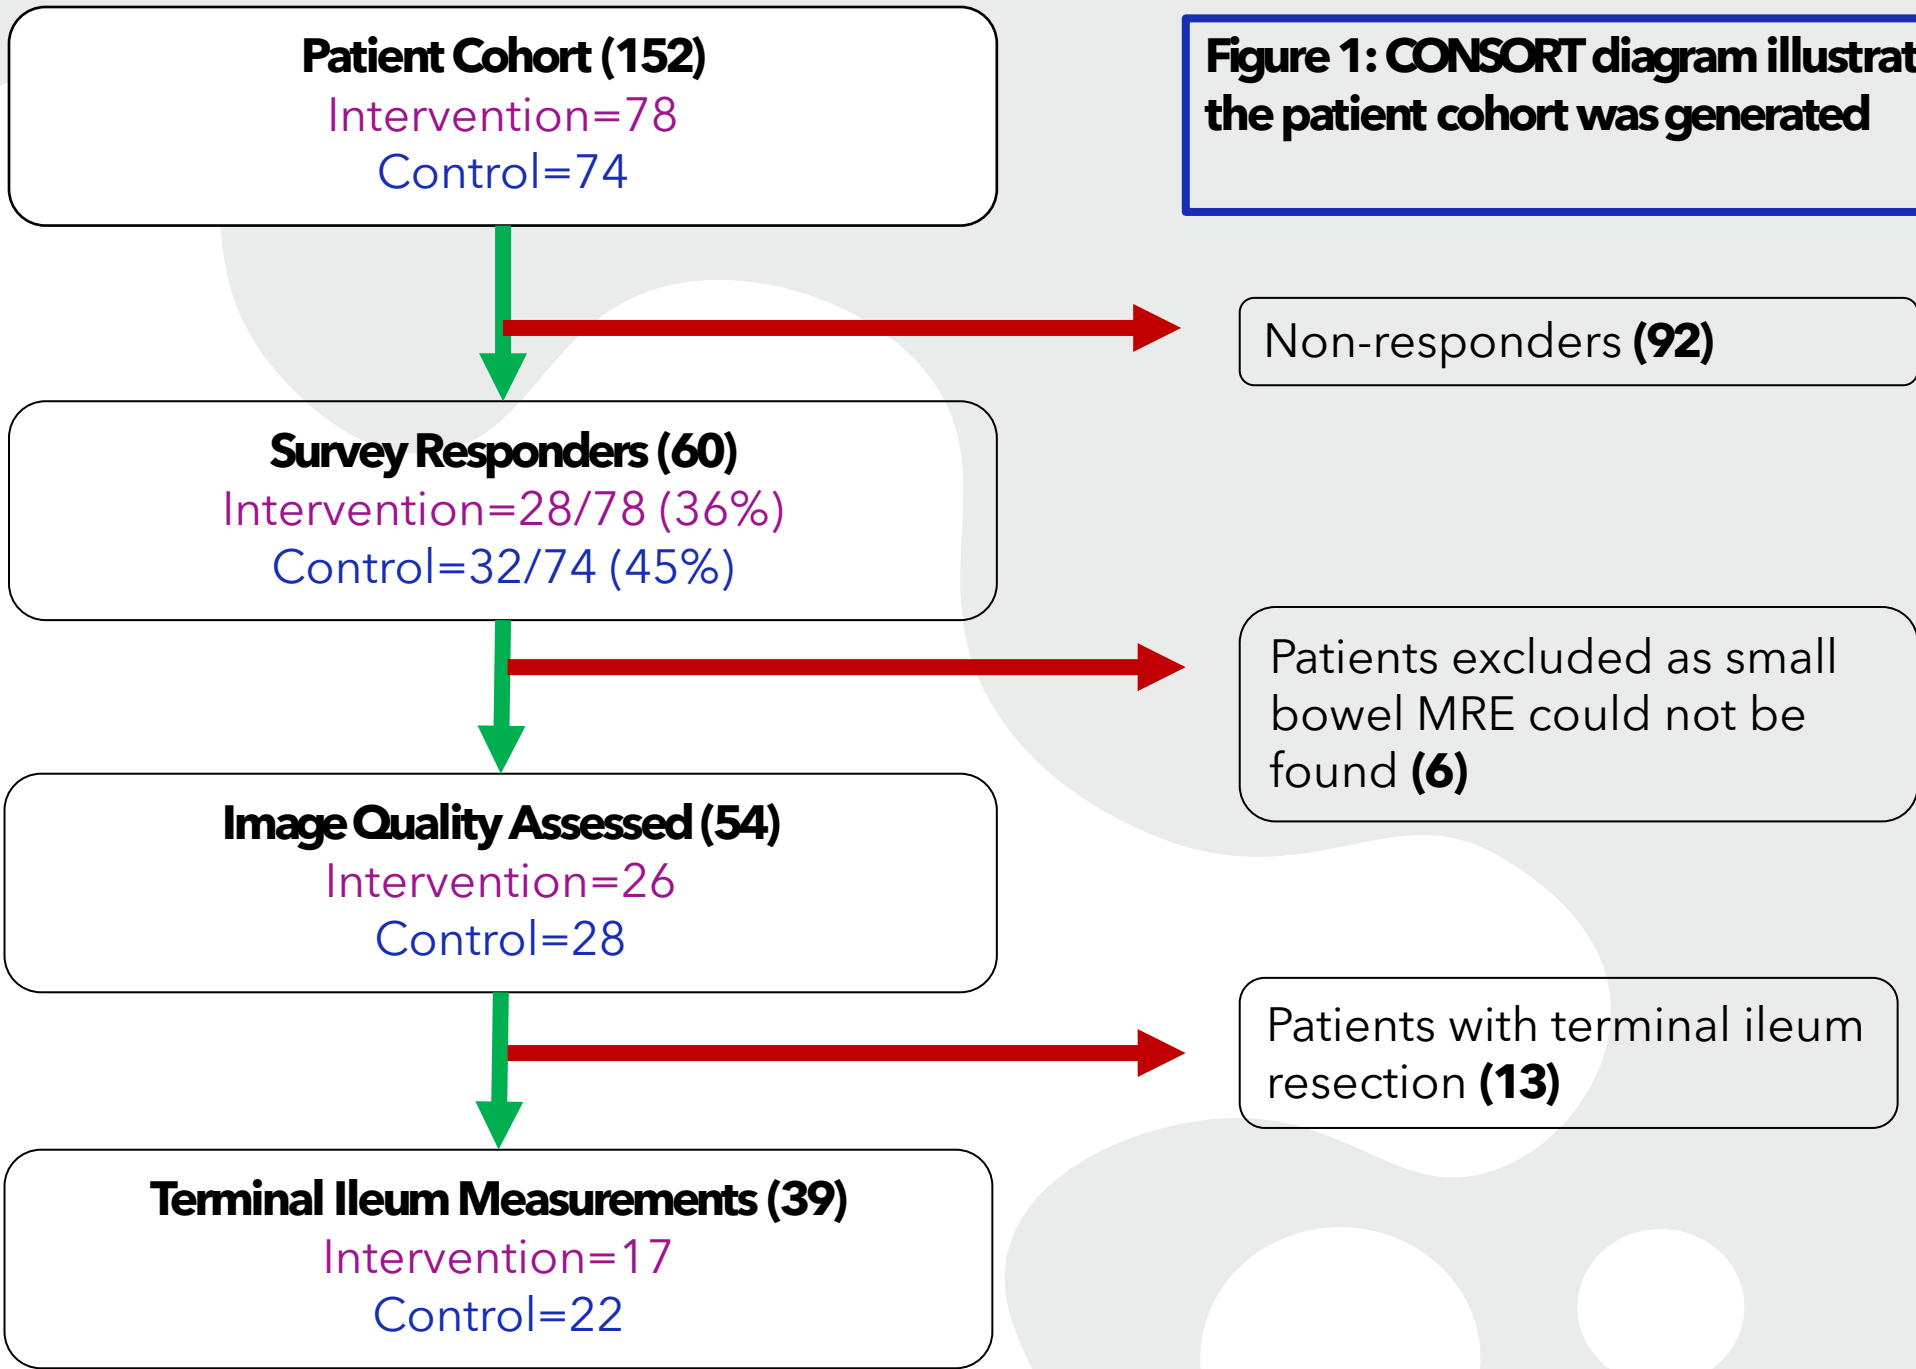 Patient Cohort (152)
Intervention=78
Control=74
Figure 1: CONSORT diagram illustrat
the patient cohort was generated
Non-responders (92)
Survey Responders (60)
Intervention=28/78 (36%)
Control=32/74 (45%)
Patients excluded as small
bowel MRE could not be
found (6)
Image Quality Assessed (54)
Intervention=26
Control=28
Patients with terminal ileum
resection (13)
Terminal Ileum Measurements (39)
Intervention=17
Control=22